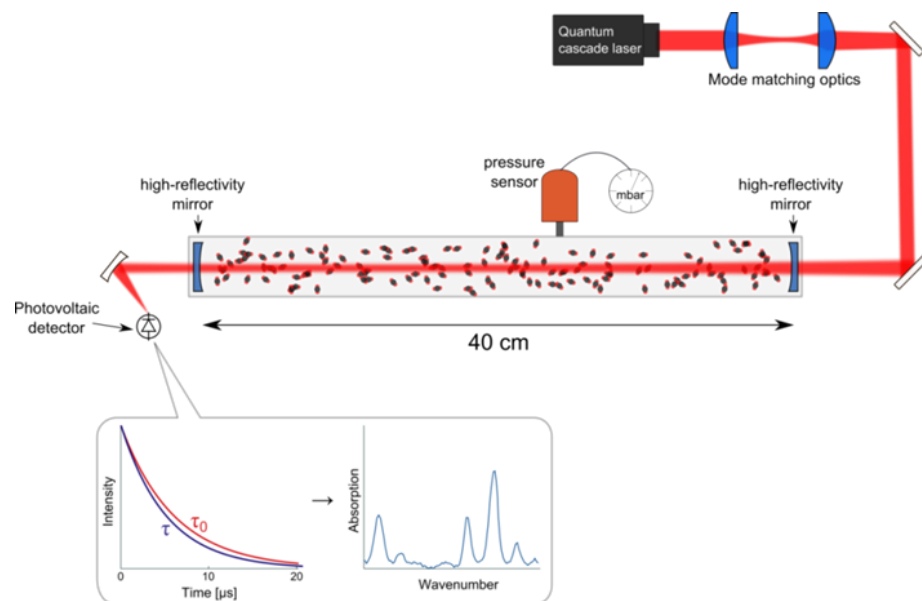 Quantum
cascade laser
Mode matching optics
pressure
sensor
mbar
high-reflectivity
mirror
high-reflectivity
mirror
Photovoltaic
detector
40 cm
Intensity
τ
τ0
0
10
20
Time [µs]
→
Absorption
Wavenumber